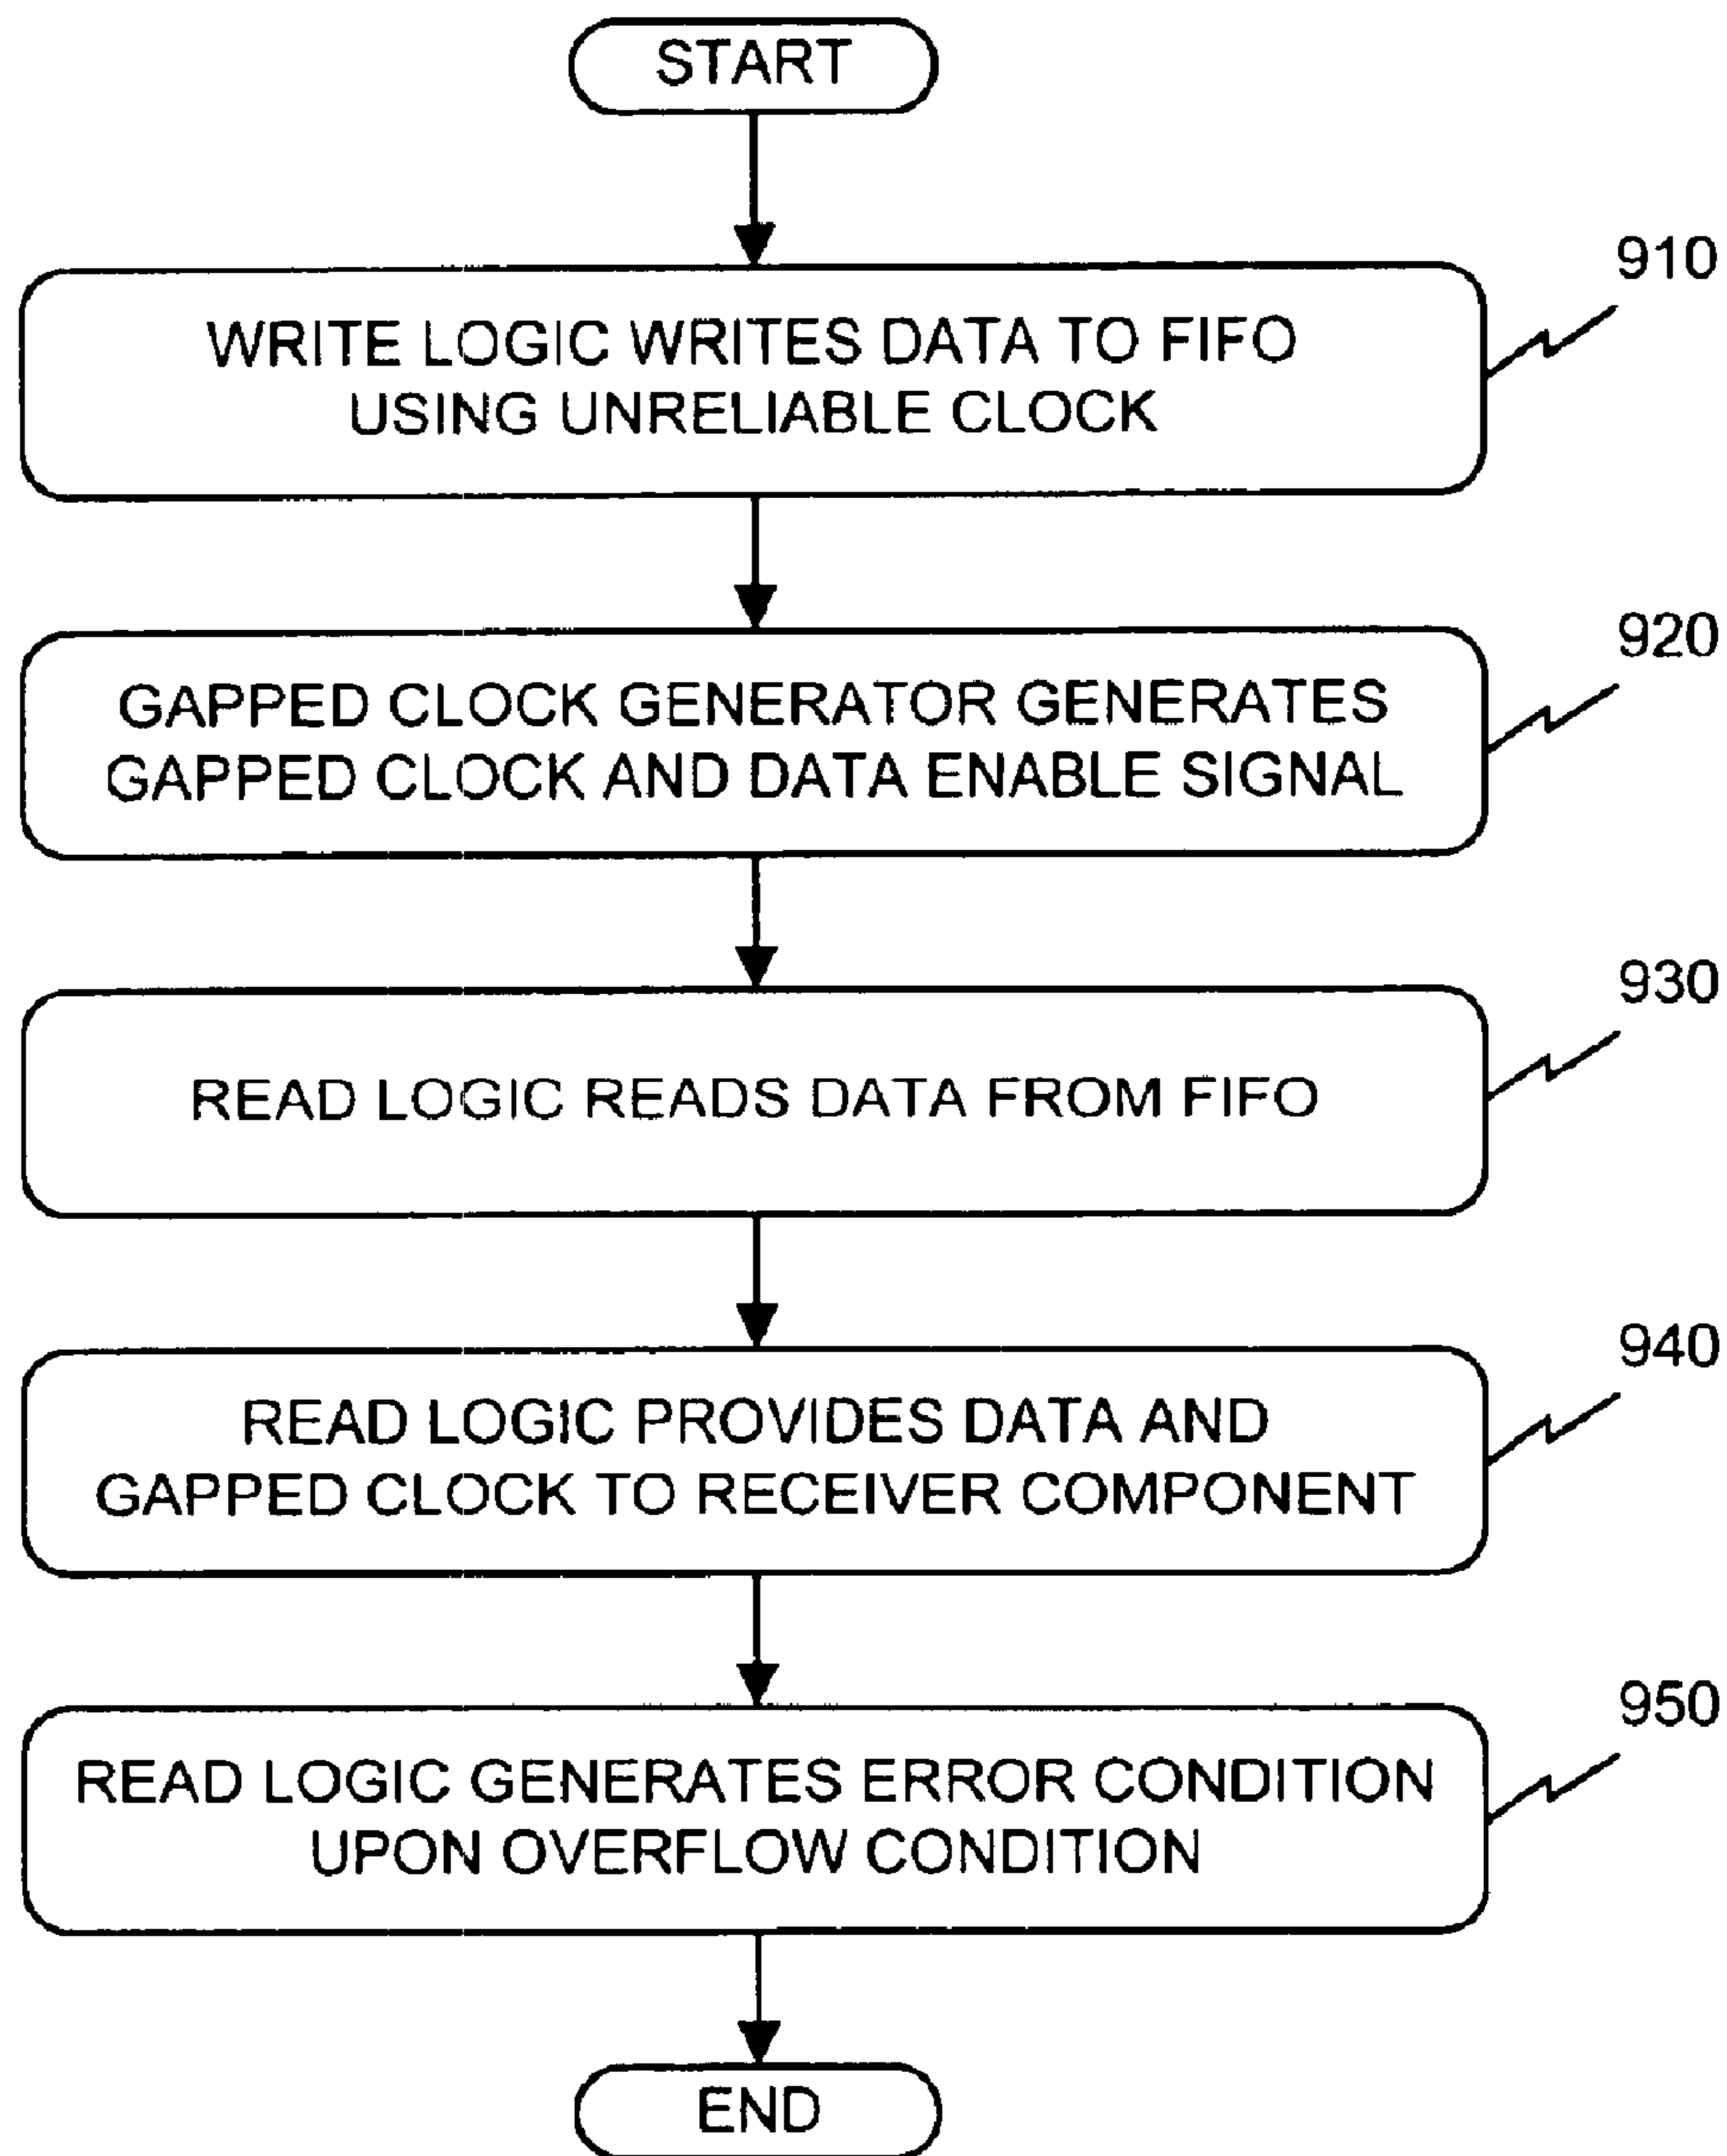 START
910
WRITE LOGIC WRITES DATA TO FIFO
USING UNRELIABLE CLOCK
920
GAPPED CLOCK GENERATOR GENERATES
GAPPED CLOCK AND DATA ENABLE SIGNAL
930
READ LOGIC READS DATA FROM FIFO
940
READ LOGIC PROVIDES DATA AND
GAPPED CLOCK TO RECEIVER COMPONENT
950
READ LOGIC GENERATES ERROR CONDITION
UPON OVERFLOW CONDITION
END